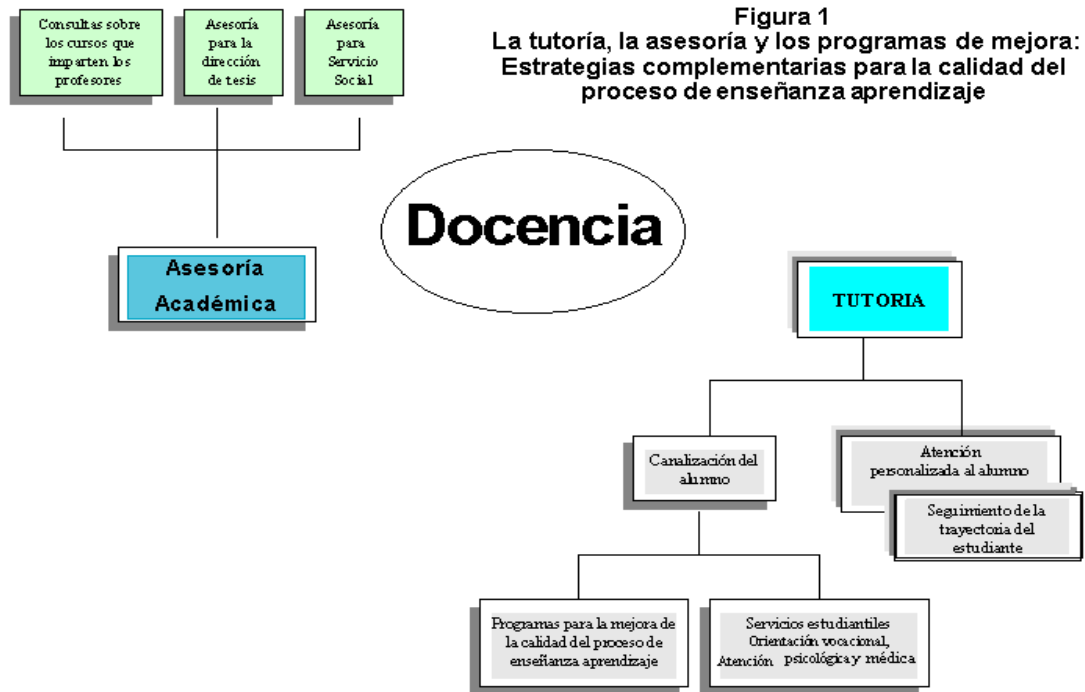 Figura 1
La tutoría, la asesoría y los programas de mejora:
Estrategias complementarias para la calidad del
proceso de enseñanza aprendizaje
Consultas sobre
los cursos que
imparten los
profesores
Asesoría
para la
dirección
de tesis
Asesoría
para
Servicio
Social
Docencia
Asesoría
Académica
TUTORIA
Canalización del
alumno
Atención
personalizada al alumno
Seguimiento de la
trayectoria del
estudiante
Programas para la mejora de
la calidad del proceso de
enseñanza aprendizaje
Servicios estudiantiles
Orientación vocacional,
Atención psicológica y médica